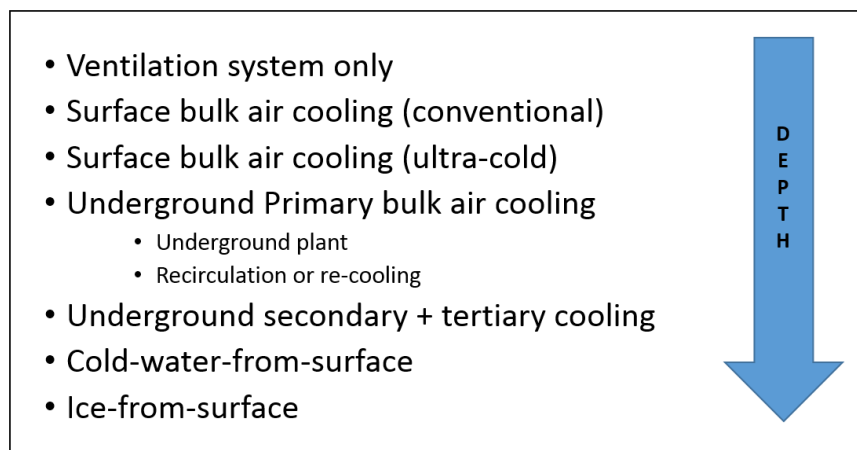 • Ventilation system only
• Surface bulk air cooling (conventional)
• Surface bulk air cooling (ultra-cold)
• Underground Primary bulk air cooling
• Underground plant
• Recirculation or re-cooling
• Underground secondary + tertiary cooling
• Cold-water-from-surface
• Ice-from-surface
DEPTH